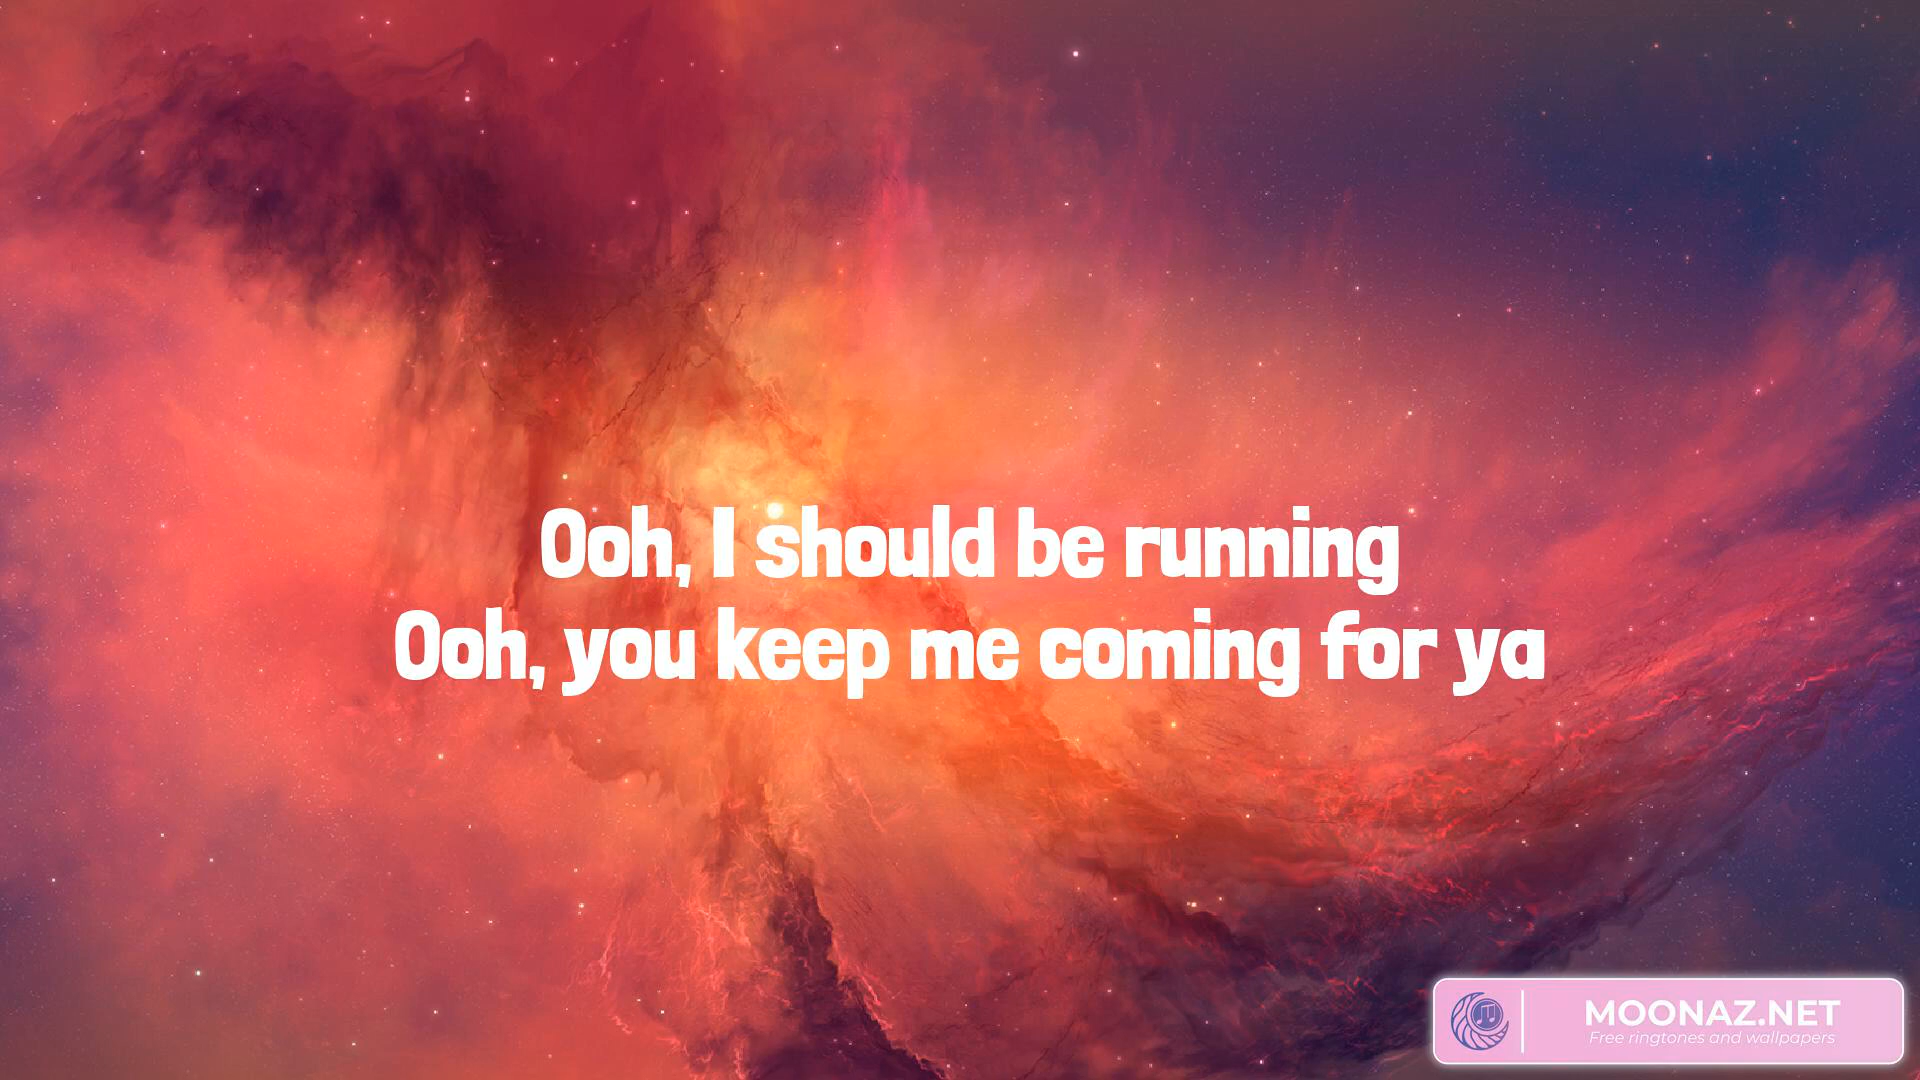 Ooh, I should be running
Ooh, you keep me coming for ya
MOONAZ.NET
Free ringtones and wallpapers